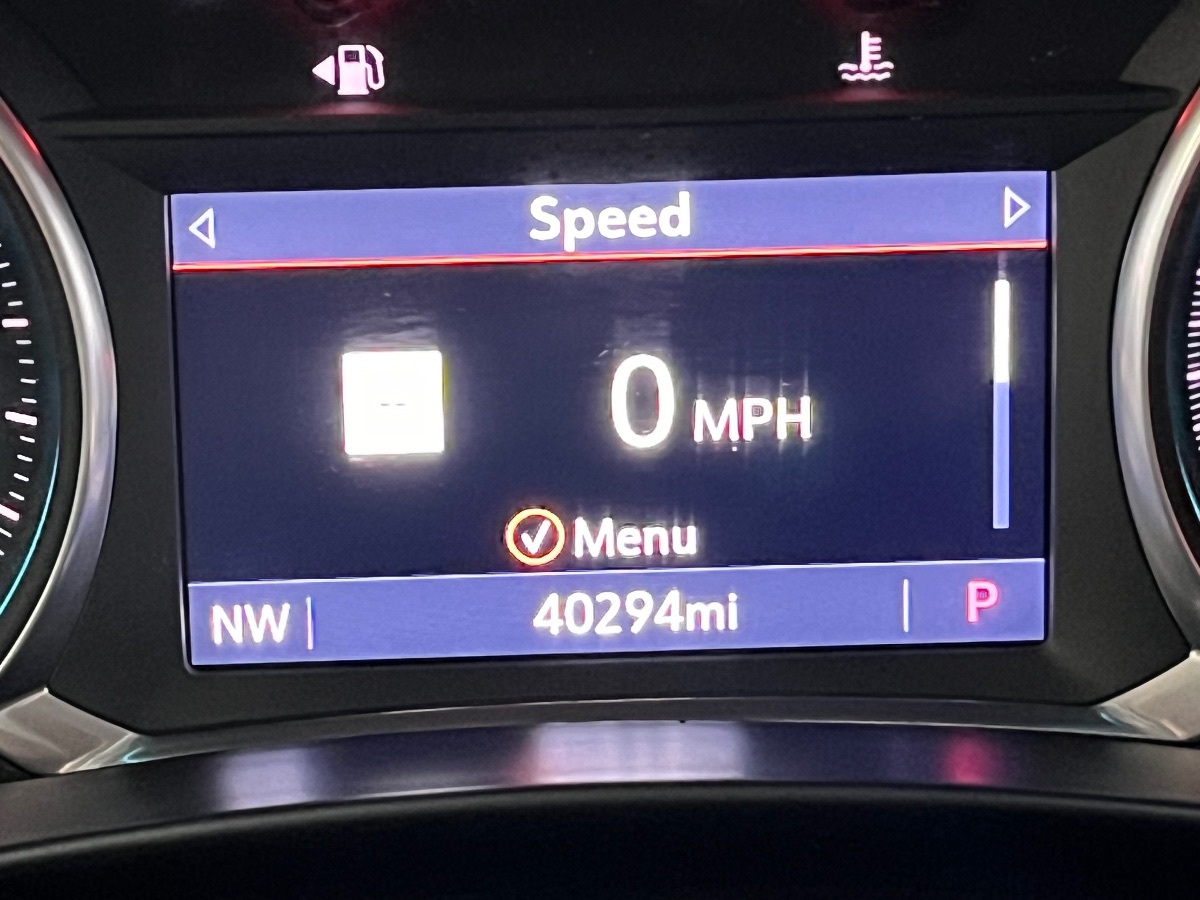 Speed
--
0 MPH
Menu
NW
40294mi
P